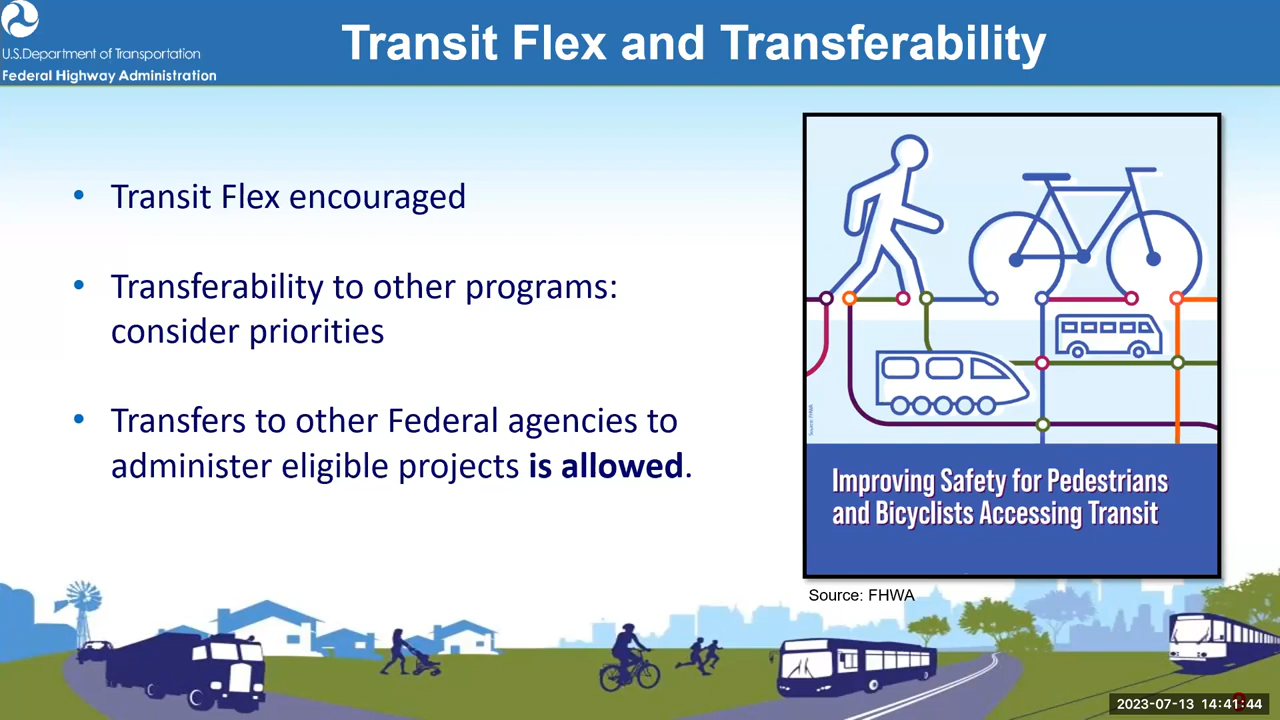 U.S.Department of Transportation
Federal Highway Administration
Transit Flex and Transferability
• Transit Flex encouraged
• Transferability to other programs:
consider priorities
• Transfers to other Federal agencies to
administer eligible projects is allowed.
Source: FHWA
Improving Safety for Pedestrians
and Bicyclists Accessing Transit
Source: FHWA
2023-07-13 14:41:44